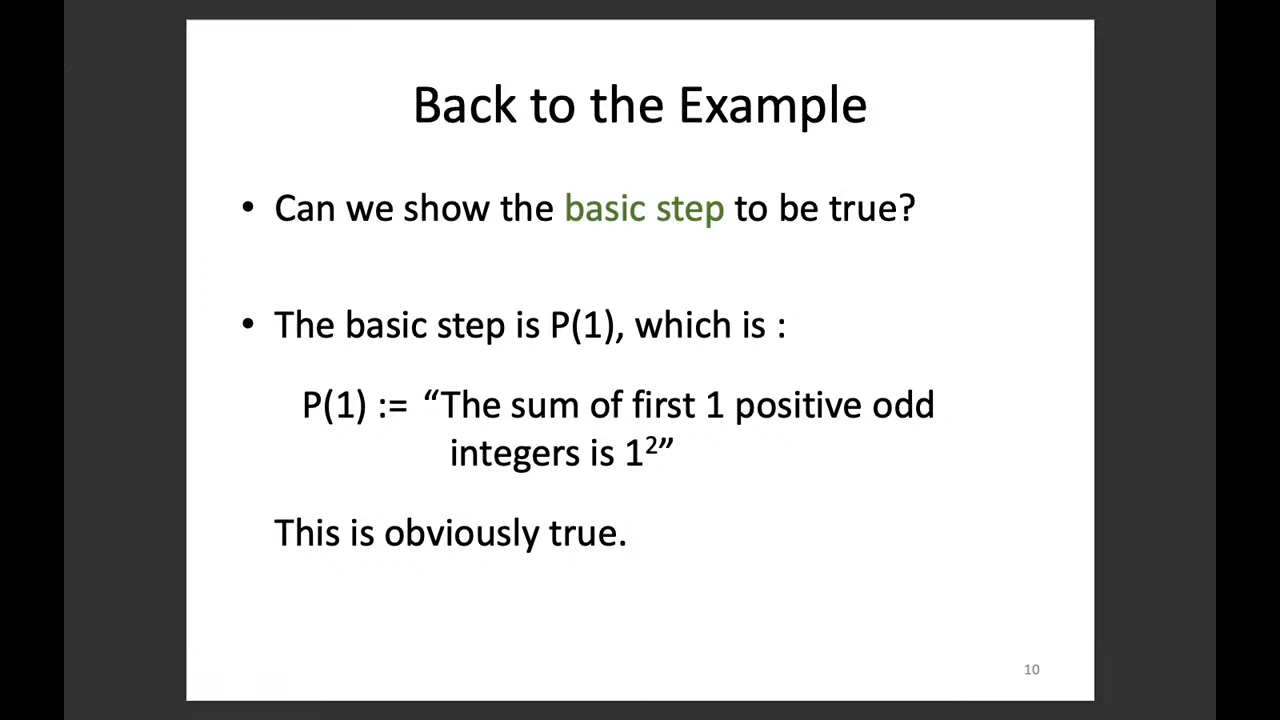 Back to the Example
• Can we show the basic step to be true?
• The basic step is P(1), which is :
P(1) := “The sum of first 1 positive odd
integers is 1²”
This is obviously true.
10